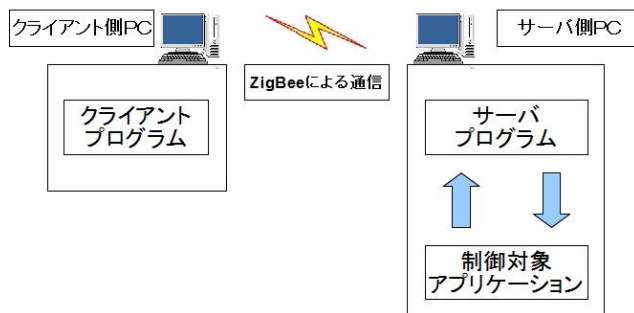 クライアント側PC
ZigBeeによる通信
サーバ側PC
クライアント
プログラム
サーバ
プログラム
制御対象
アプリケーション